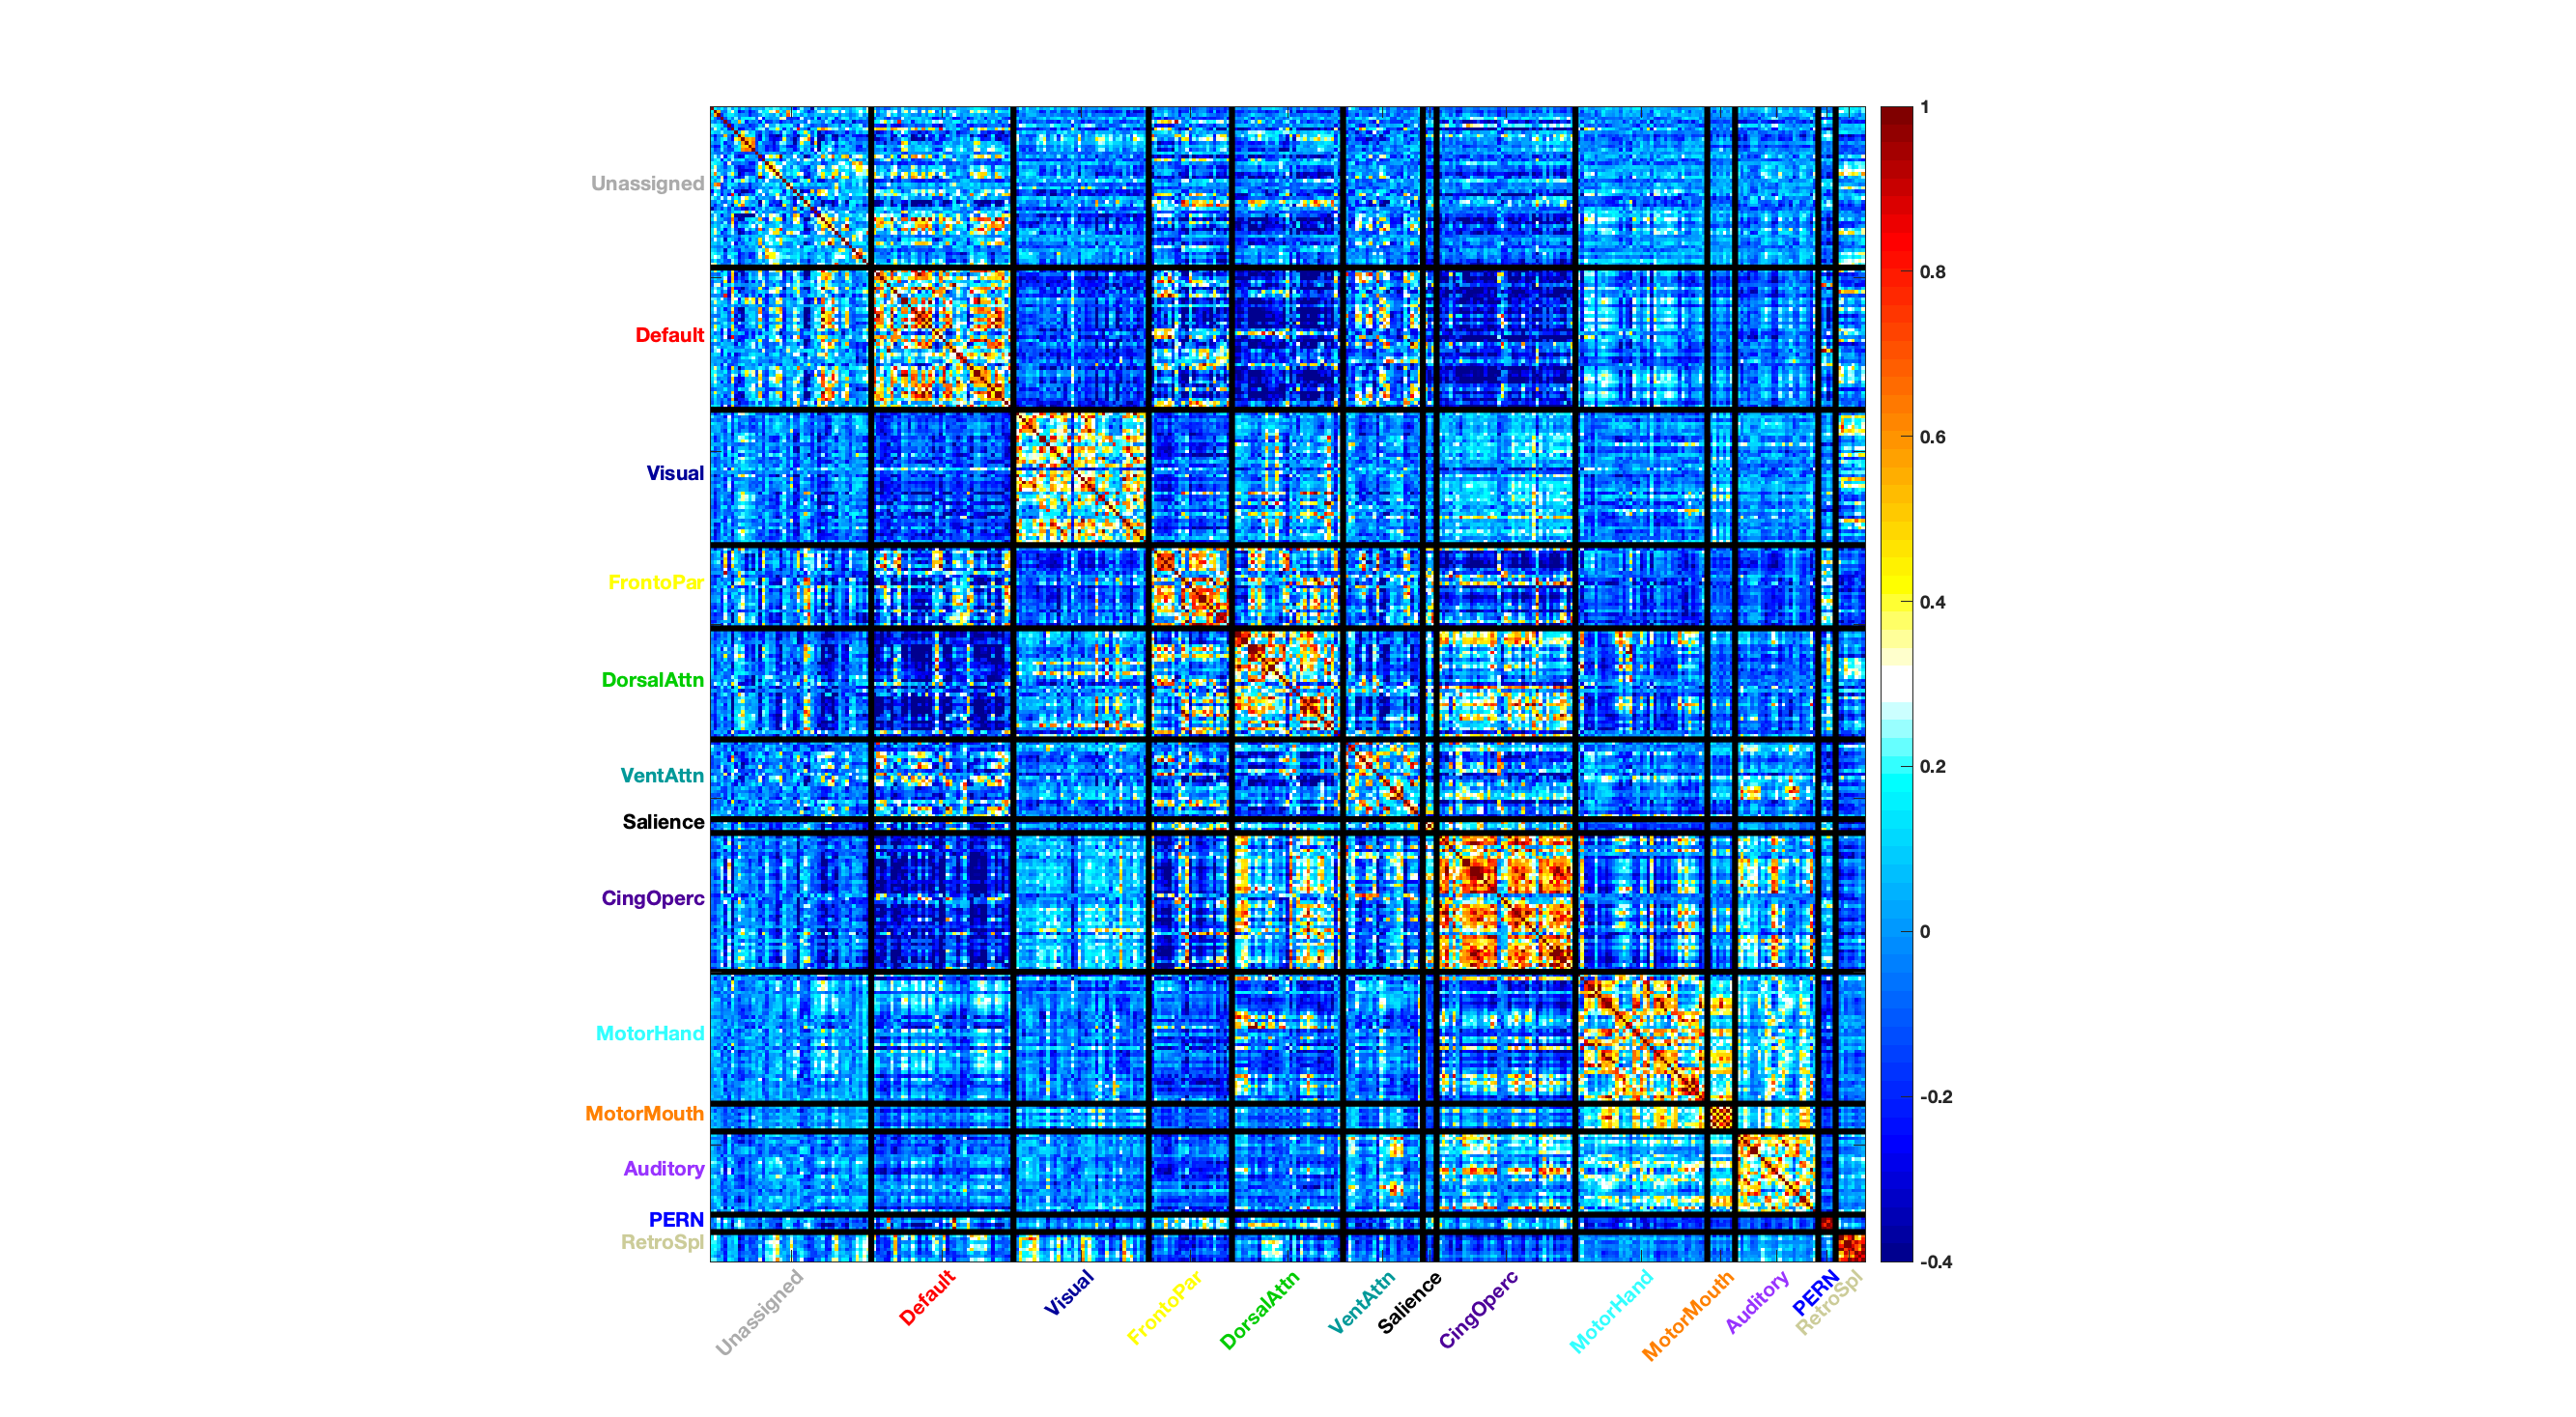 Unassigned
Default
Visual
FrontoPar
DorsalAttn
VentAttn
Salience
CingOperc
MotorHand
MotorMouth
Auditory
PERN
RetroSpl
1
0.8
0.6
0.4
0.2
0
-0.2
-0.4
Unassigned
Default
Visual
FrontoPar
DorsalAttn
VentAttn
Salience
CingOperc
MotorHand
MotorMouth
Auditory
PERN
RetroSpl